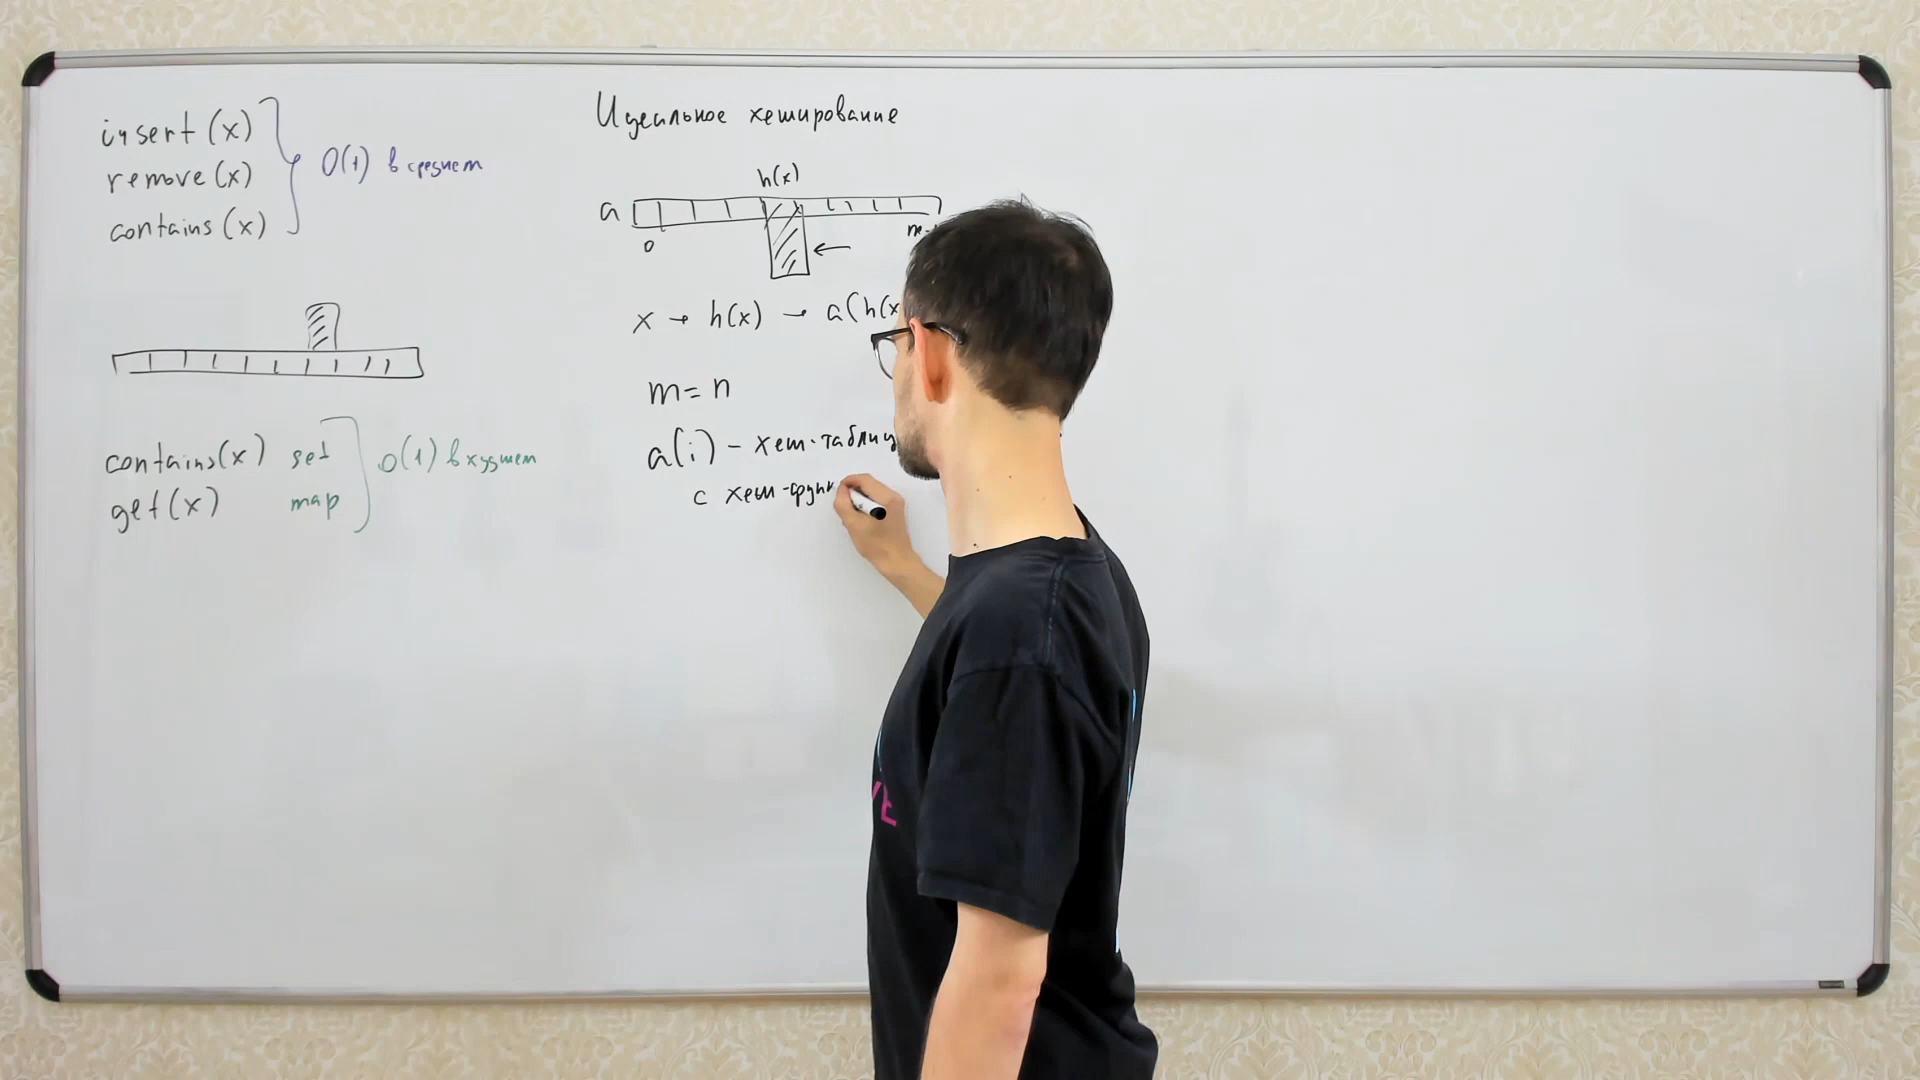 insert (x)
remove (x)
contains (x)
O(1) в среднем
contains(x) set
get(x) map
O(1) в худшем
Идеальное хеширование
h(x)
a
0
x → h(x) → a(h(x
m = n
a(i) - хеш-таблиц
с хеш-функ